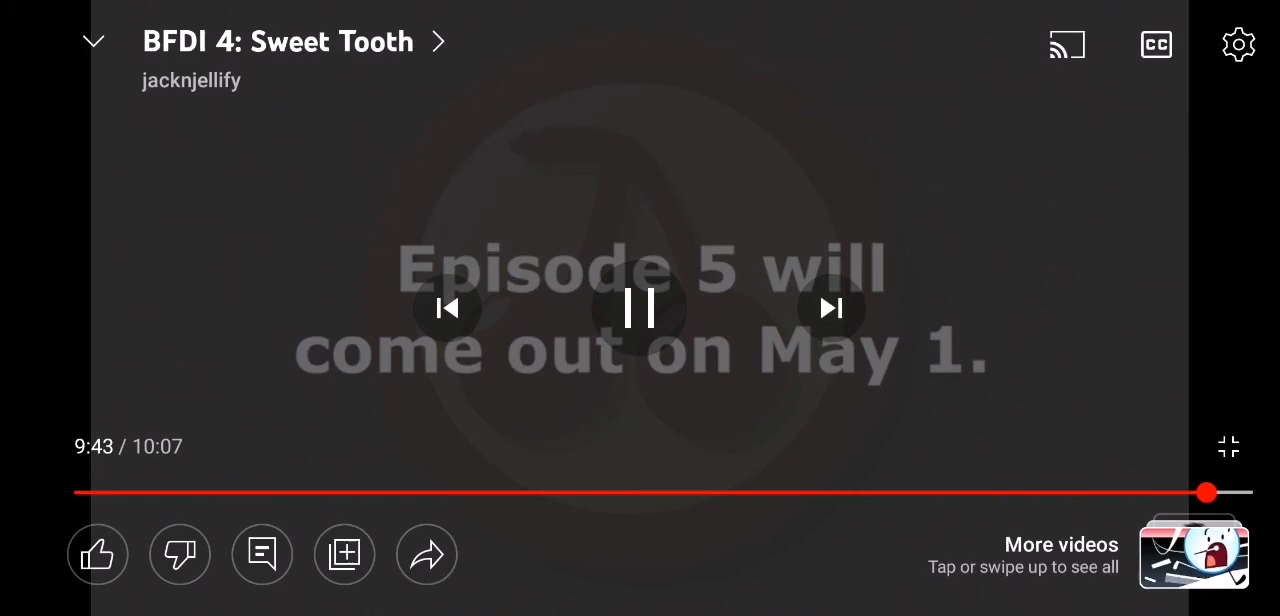 BFDI 4: Sweet Tooth
jacknjellify
CC
Episode 5 will
come out on May 1.
9:43 / 10:07
More videos
Tap or swipe up to see all